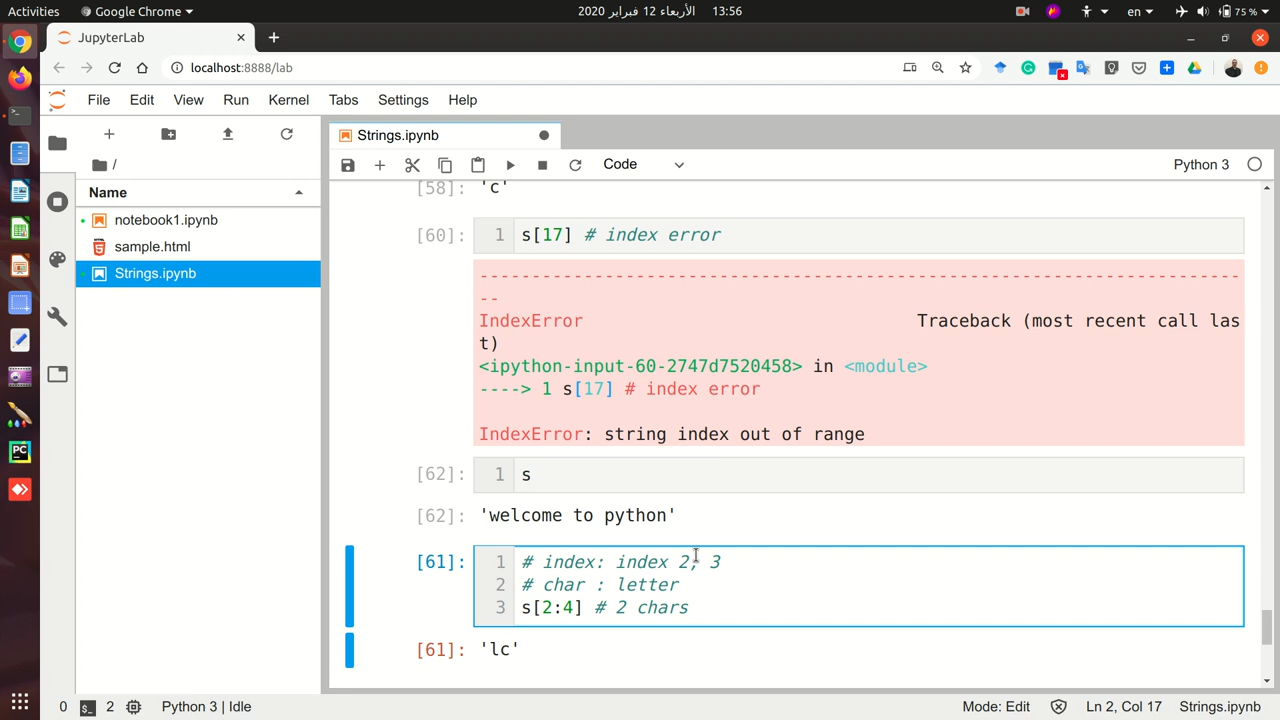 Activities Google Chrome الأربعاء 12 فبراير 2020 13:56 en 75 %
JupyterLab
localhost:8888/lab
File Edit View Run Kernel Tabs Settings Help
Strings.ipynb
/
Code Python 3
Name
notebook1.ipynb
sample.html
Strings.ipynb
[58]: 'c'
[60]: 1 s[17] # index error
---------------------------------------------------------------------------
IndexError Traceback (most recent call las
t)
<ipython-input-60-2747d7520458> in <module>
----> 1 s[17] # index error
IndexError: string index out of range
[62]: 1 s
[62]: 'welcome to python'
[61]: 1 # index: index 2, 3
2 # char : letter
3 s[2:4] # 2 chars
[61]: 'lc'
PC
0 2 Python 3 | Idle Mode: Edit Ln 2, Col 17 Strings.ipynb